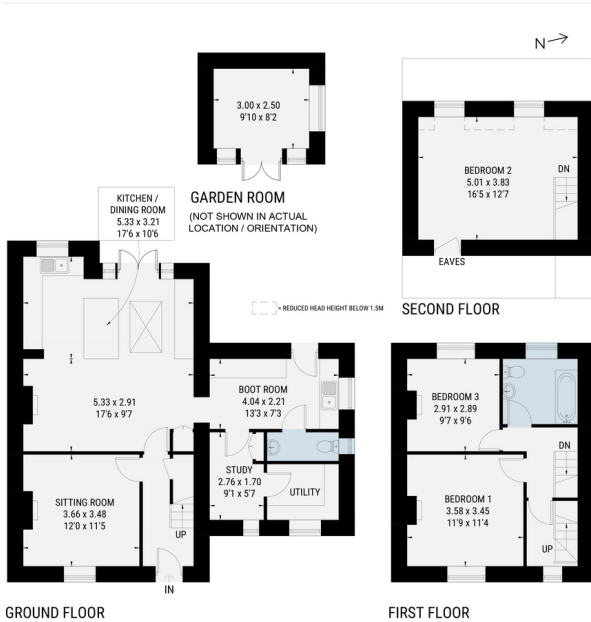 N
3.00 x 2.50
9'10 x 8'2
GARDEN ROOM
(NOT SHOWN IN ACTUAL
LOCATION / ORIENTATION)
BEDROOM 2
5.01 x 3.83
16'5 x 12'7
DN
EAVES
= REDUCED HEAD HEIGHT BELOW 1.5M
SECOND FLOOR
KITCHEN /
DINING ROOM
5.33 x 3.21
17'6 x 10'6
5.33 x 2.91
17'6 x 9'7
BOOT ROOM
4.04 x 2.21
13'3 x 7'3
STUDY
2.76 x 1.70
9'1 x 5'7
UTILITY
SITTING ROOM
3.66 x 3.48
12'0 x 11'5
UP
IN
GROUND FLOOR
BEDROOM 3
2.91 x 2.89
9'7 x 9'6
DN
BEDROOM 1
3.58 x 3.45
11'9 x 11'4
UP
FIRST FLOOR